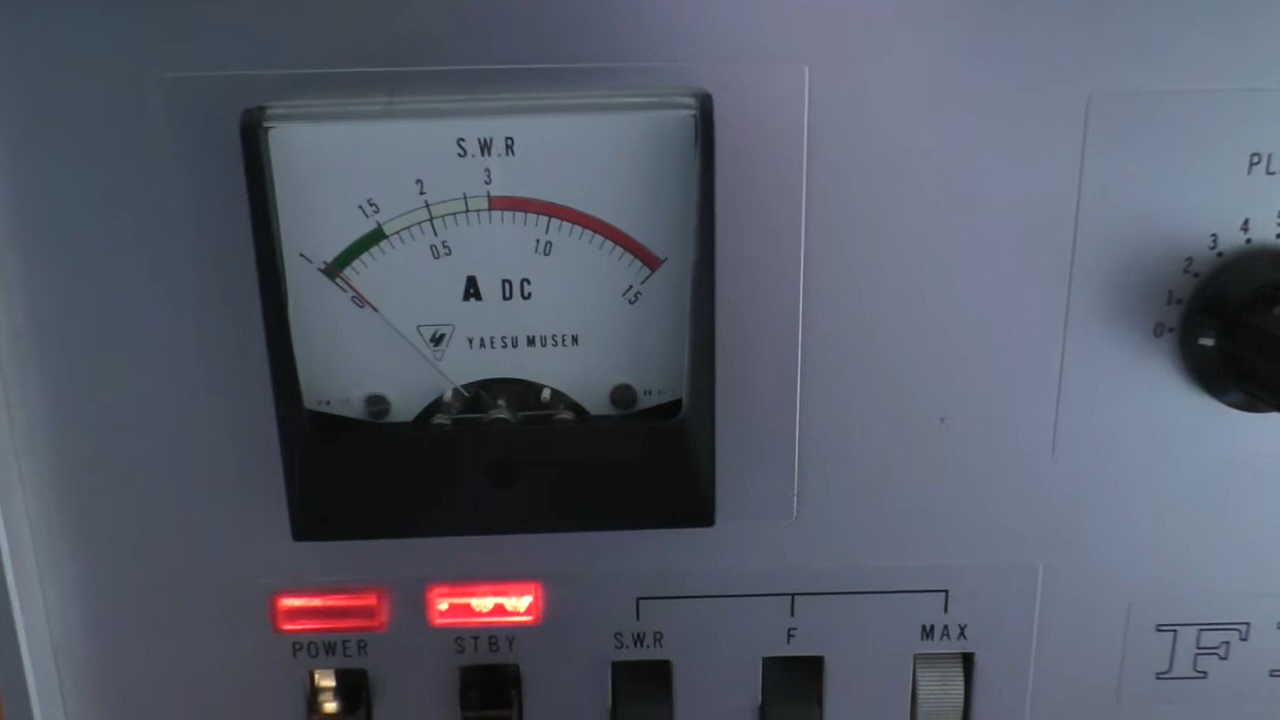 S.W.R
1 1.5 2 3
0 0.5 1.0 1.5
A DC
YAESU MUSEN
PL
0 1 2 3 4
POWER STBY S.W.R F MAX
F